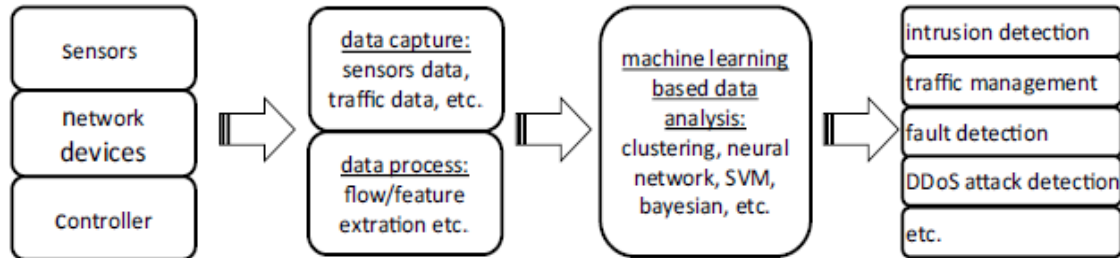 Sensors
Network
devices
Controller
data capture:
sensors data,
traffic data, etc.
data process:
flow/feature
extration etc.
machine learning
based data
analysis:
clustering, neural
network, SVM,
bayesian, etc.
intrusion detection
traffic management
fault detection
DDoS attack detection
etc.